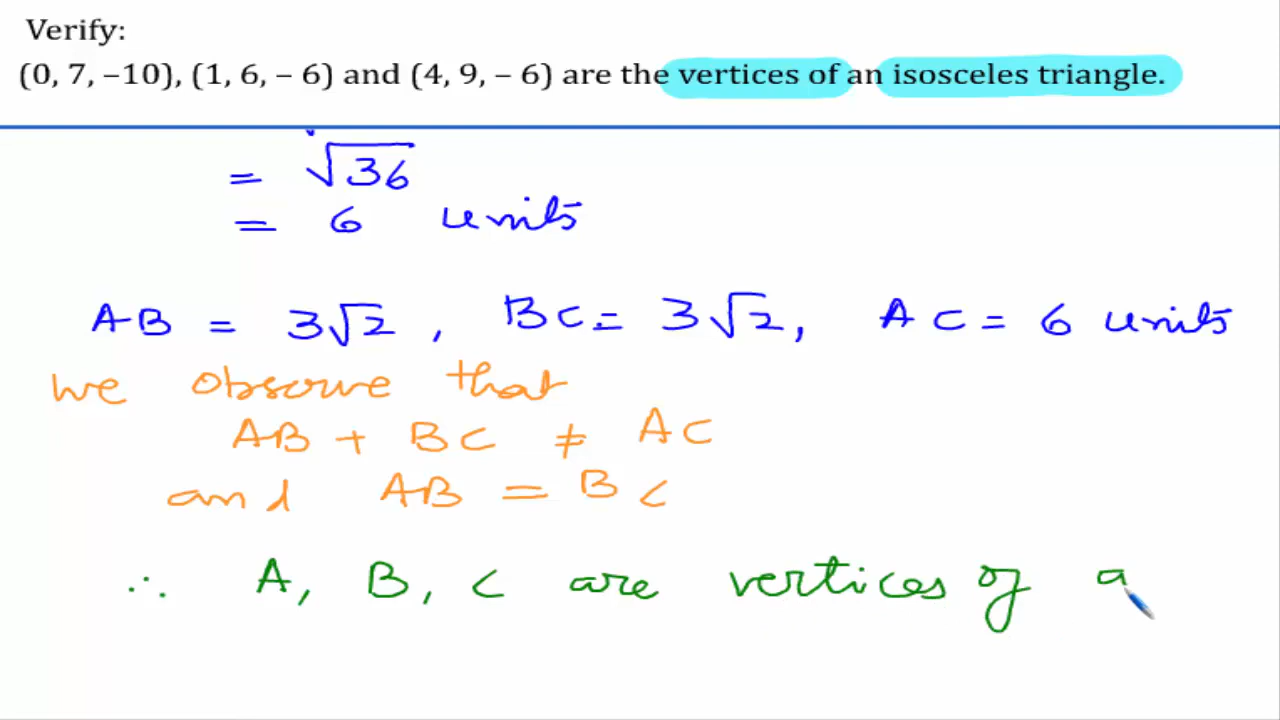 Verify:
(0, 7, –10), (1, 6, – 6) and (4, 9, – 6) are the vertices of an isosceles triangle.
= √36
= 6 units
AB = 3√2, BC = 3√2, AC = 6 units
we observe that
AB + BC ≠ AC
and AB = BC
∴ A, B, C are vertices of a